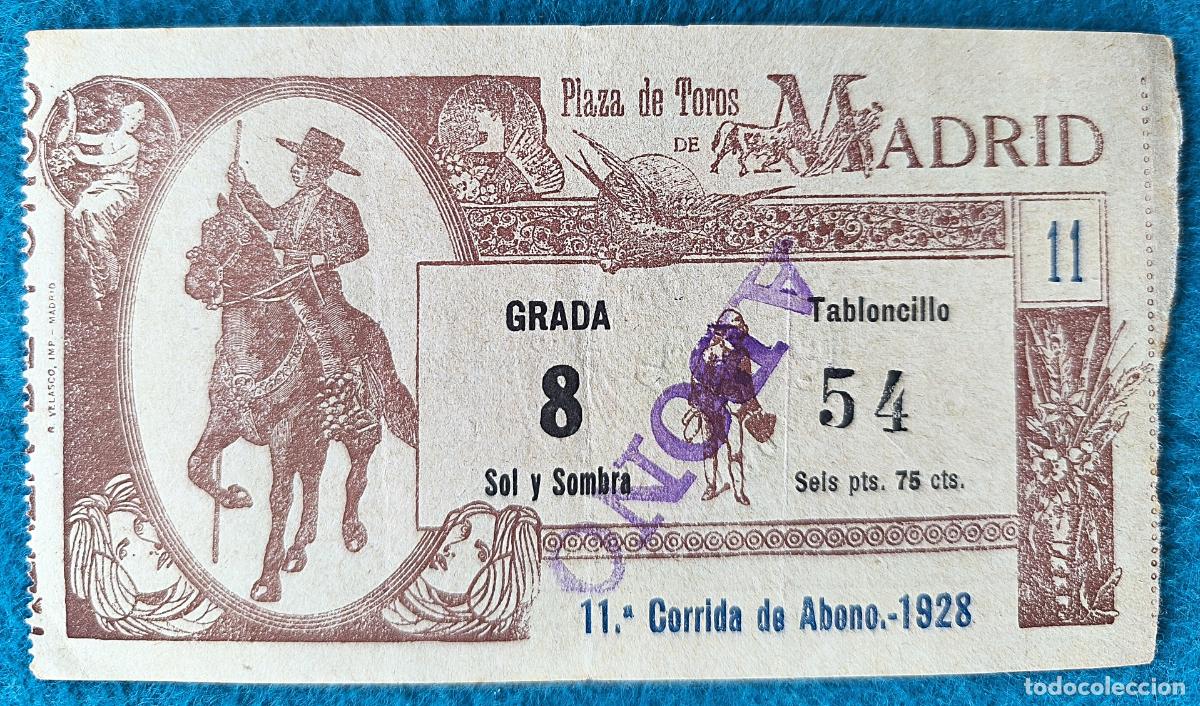 Plaza de Toros
DE MADRID
11
GRADA
8
Sol y Sombra
Tabloncillo
54
Seis pts. 75 cts.
ABONO
11.ª Corrida de Abono.-1928
R. VELASCO, IMP. - MADRID
todocoleccion